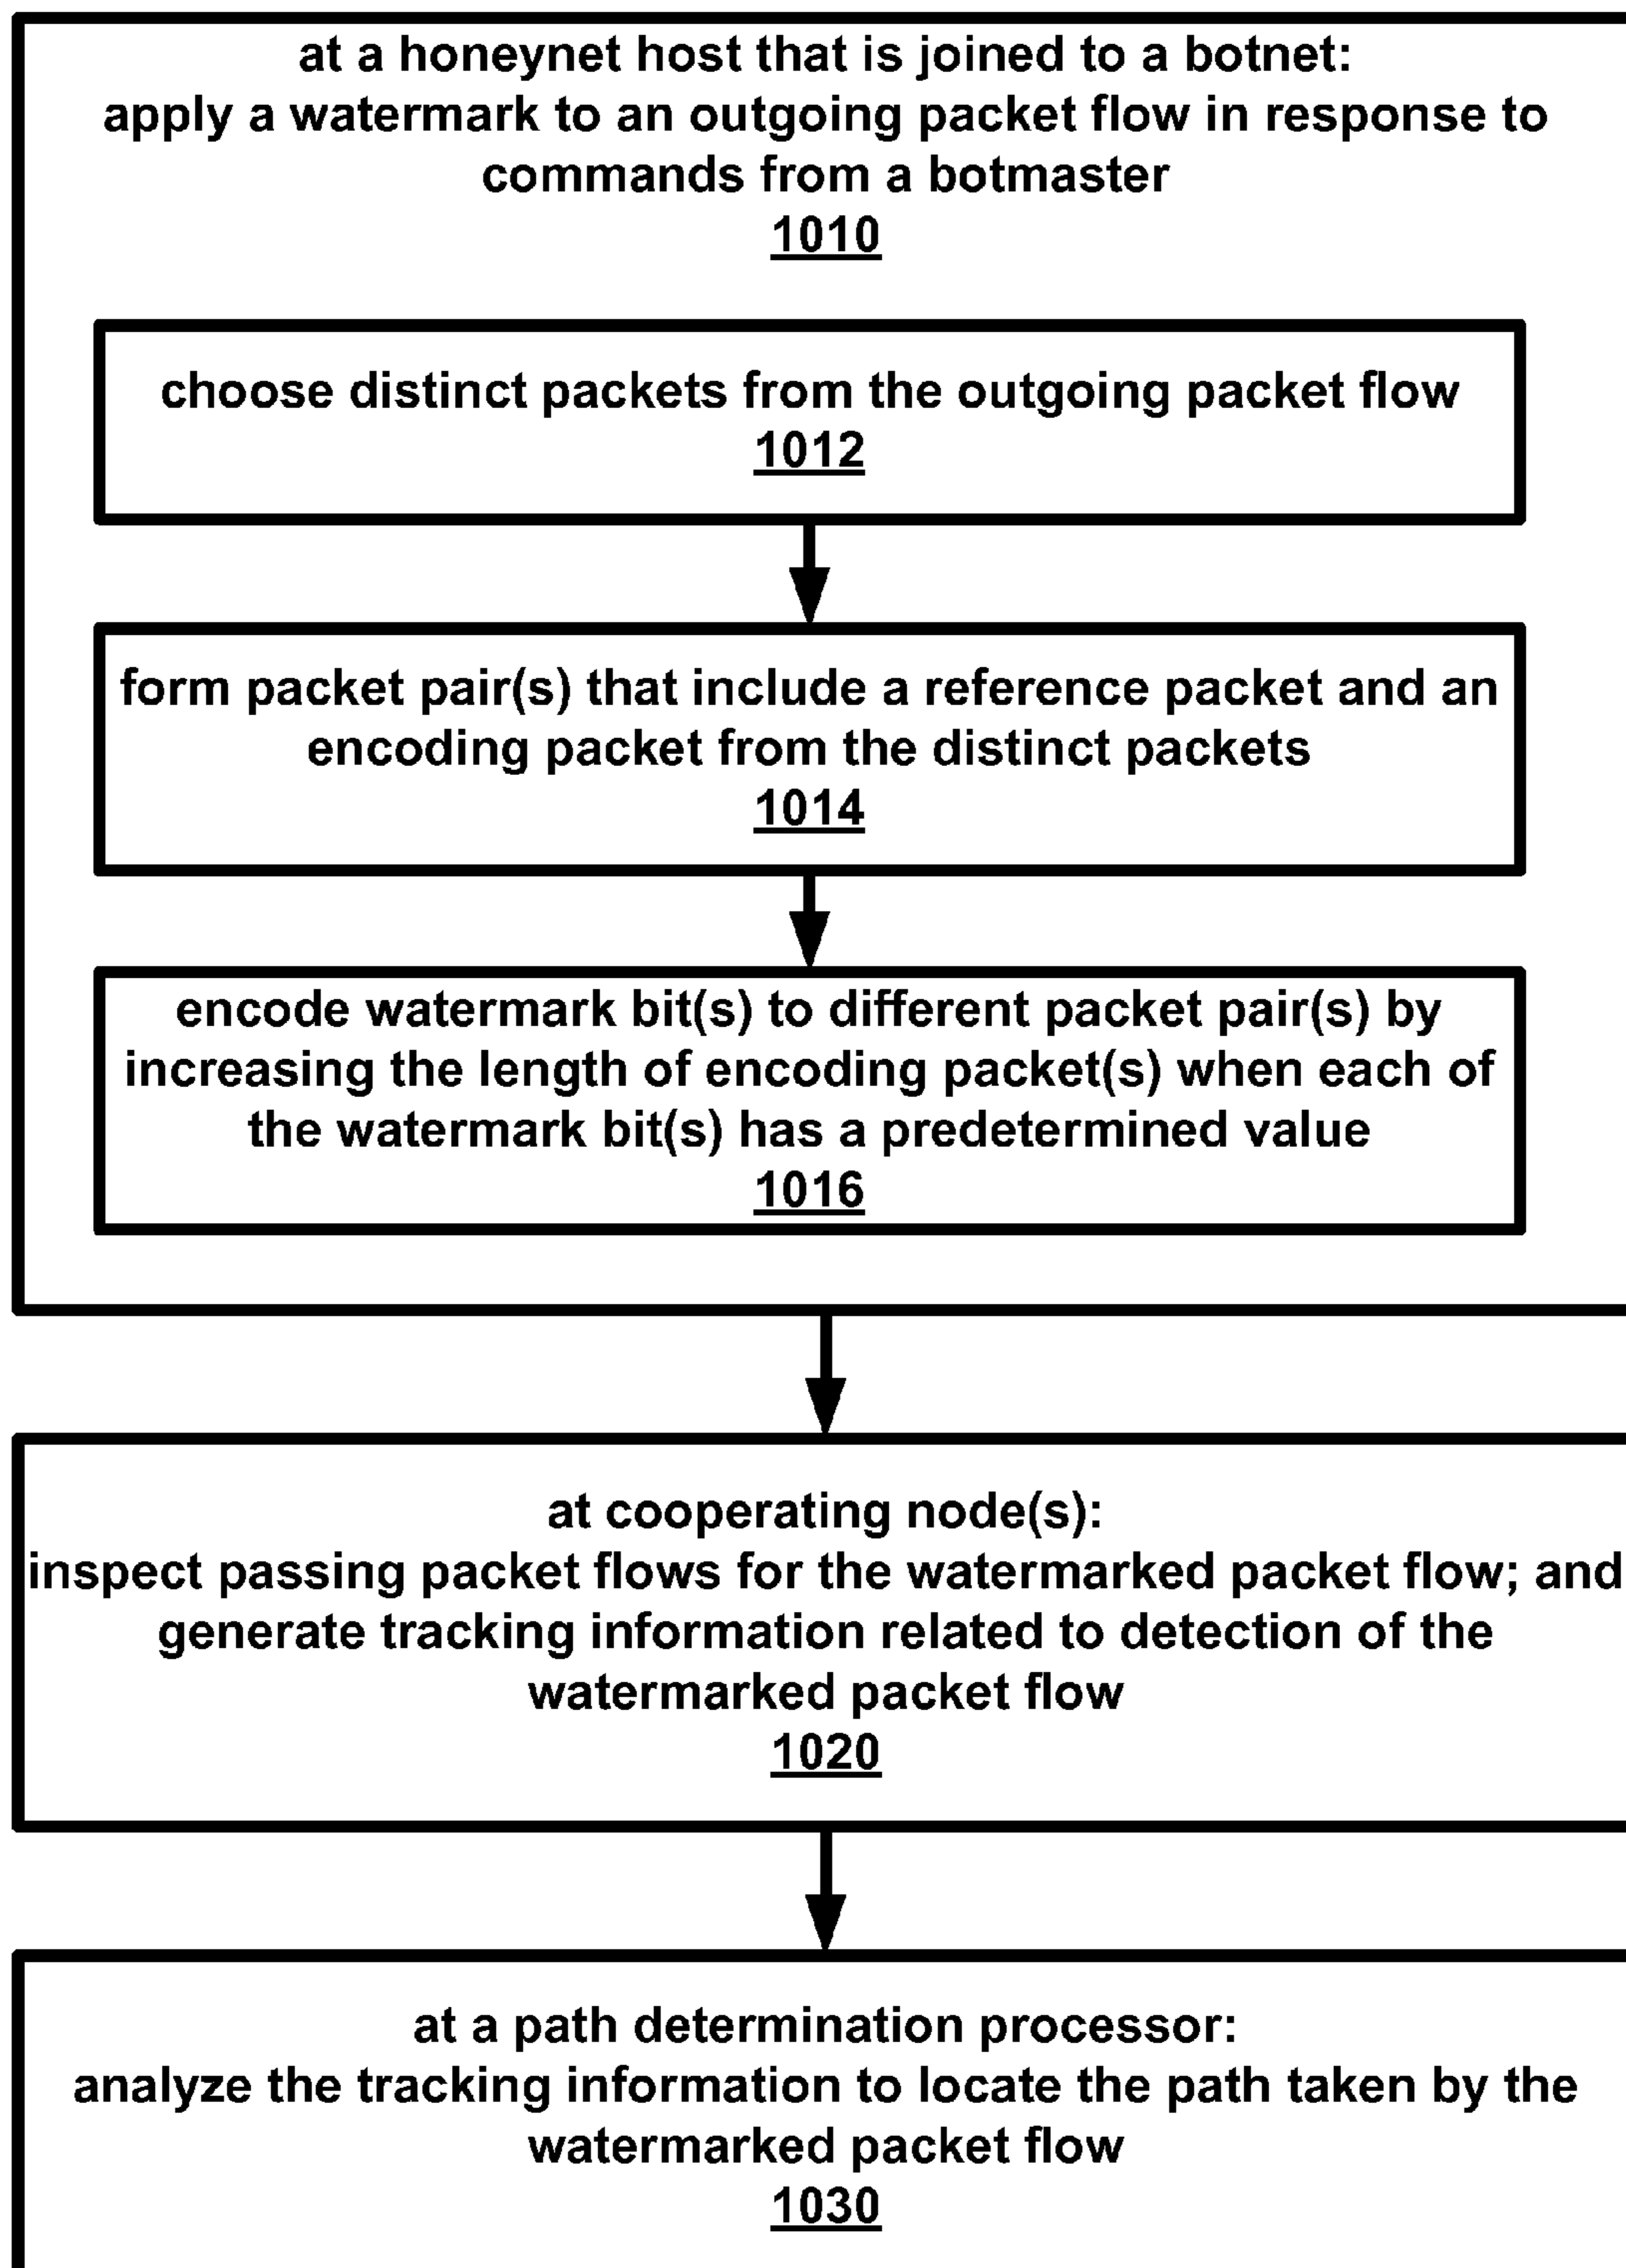 at a honeynet host that is joined to a botnet:
apply a watermark to an outgoing packet flow in response to
commands from a botmaster
1010
choose distinct packets from the outgoing packet flow
1012
form packet pair(s) that include a reference packet and an
encoding packet from the distinct packets
1014
encode watermark bit(s) to different packet pair(s) by
increasing the length of encoding packet(s) when each of
the watermark bit(s) has a predetermined value
1016
at cooperating node(s):
inspect passing packet flows for the watermarked packet flow; and
generate tracking information related to detection of the
watermarked packet flow
1020
at a path determination processor:
analyze the tracking information to locate the path taken by the
watermarked packet flow
1030